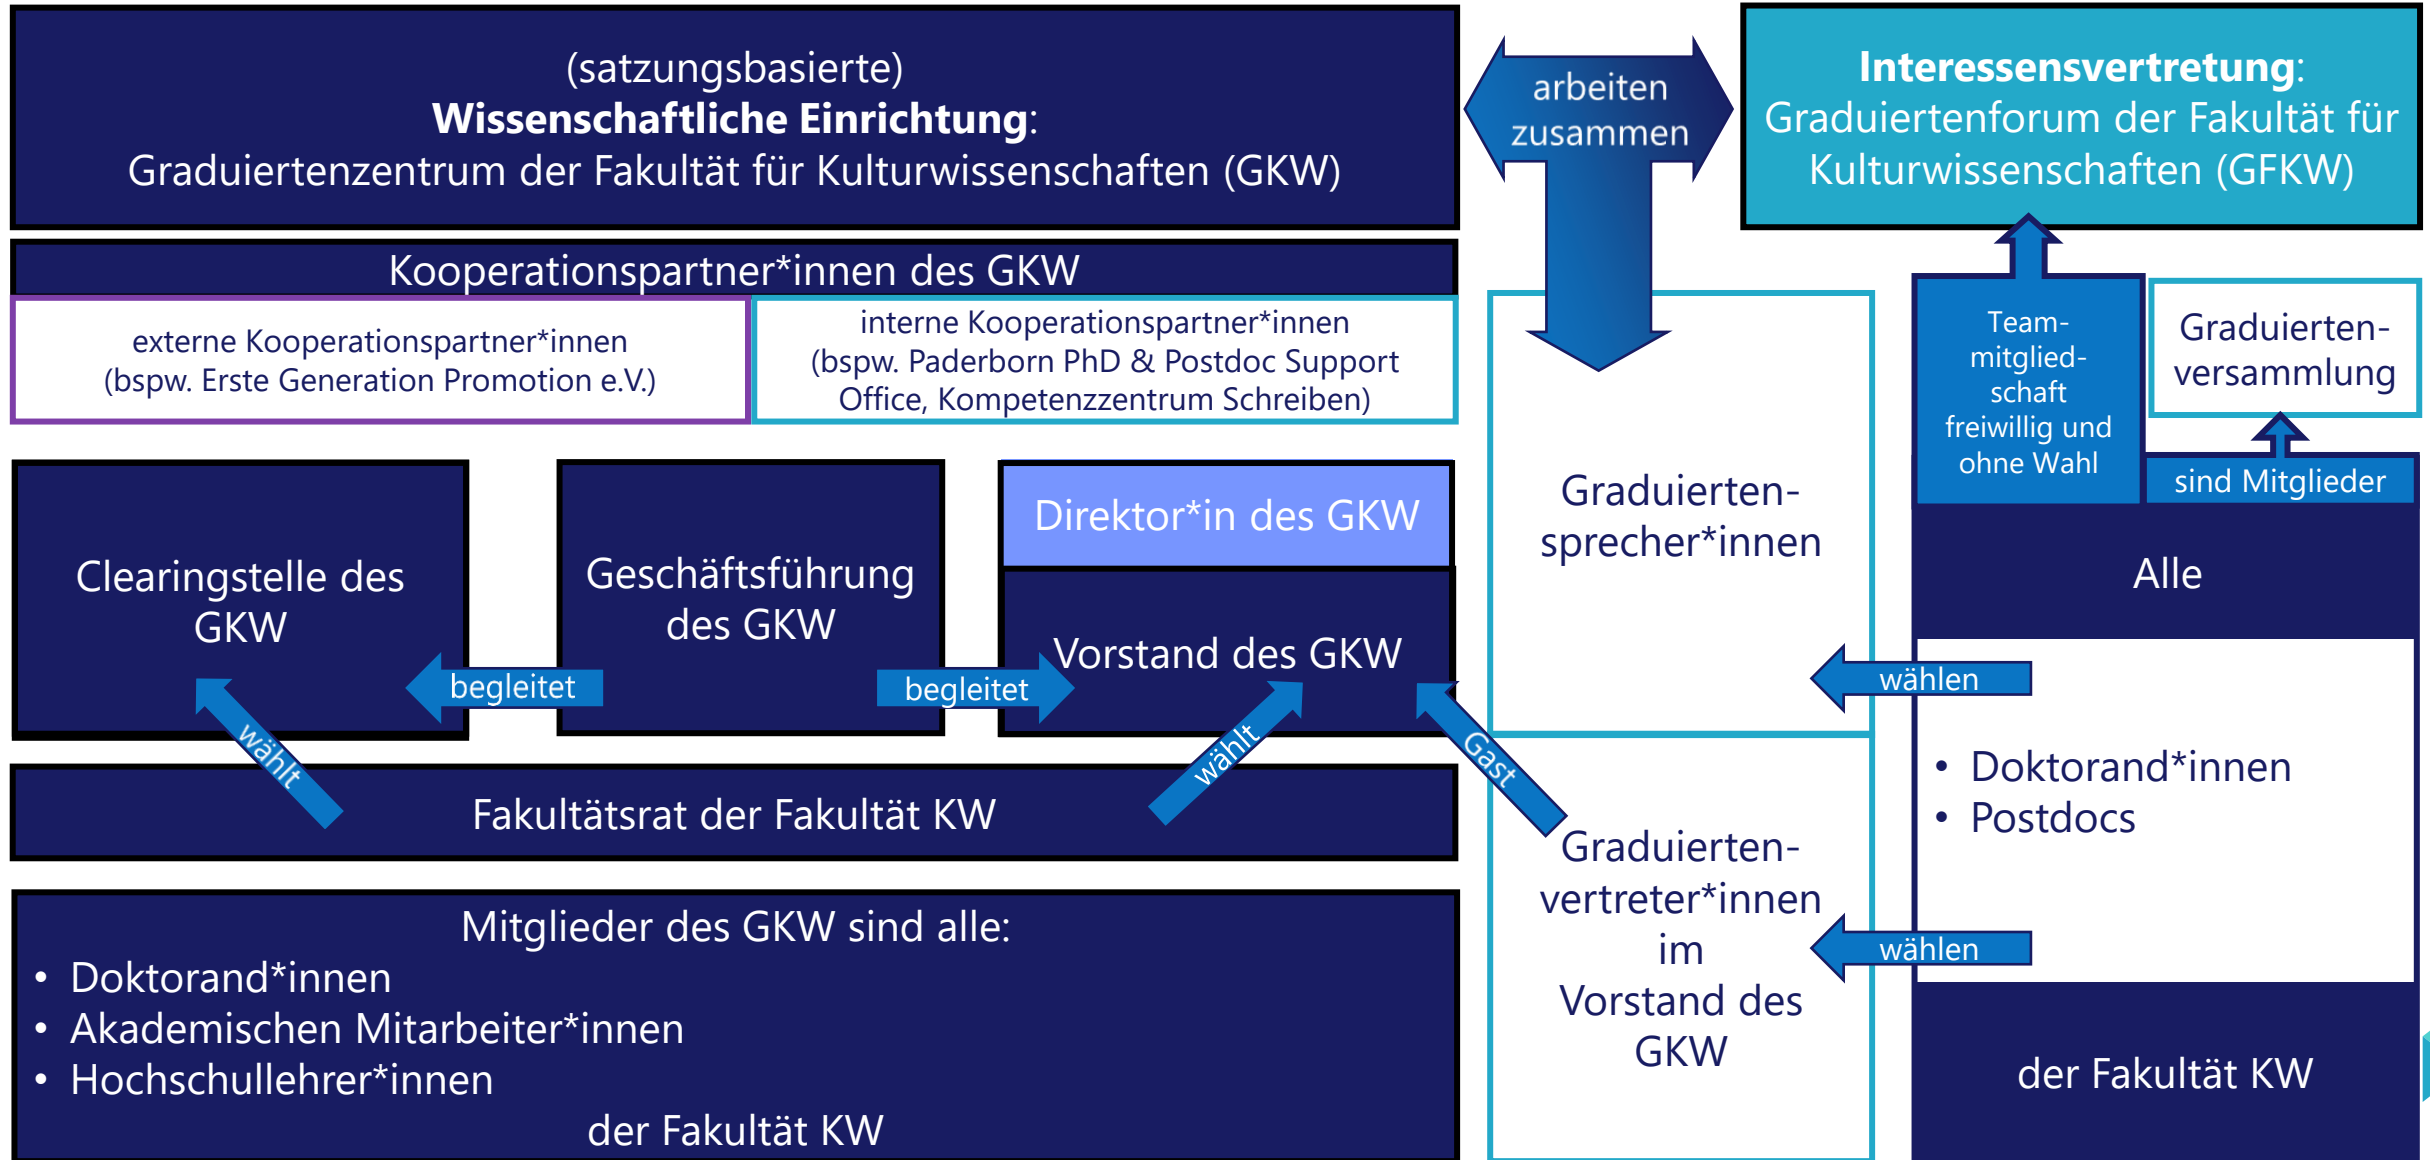 (satzungsbasierte)
Wissenschaftliche Einrichtung:
Graduiertenzentrum der Fakultät für Kulturwissenschaften (GKW)
arbeiten
zusammen
Interessensvertretung:
Graduiertenforum der Fakultät für
Kulturwissenschaften (GFKW)
Kooperationspartner*innen des GKW
externe Kooperationspartner*innen
(bspw. Erste Generation Promotion e.V.)
interne Kooperationspartner*innen
(bspw. Paderborn PhD & Postdoc Support
Office, Kompetenzzentrum Schreiben)
Team-
mitglied-
schaft
freiwillig und
ohne Wahl
Graduierten-
versammlung
sind Mitglieder
Clearingstelle des
GKW
Geschäftsführung
des GKW
Direktor*in des GKW
Vorstand des GKW
begleitet
begleitet
wählt
wählt
Gast
Fakultätsrat der Fakultät KW
Graduierten-
sprecher*innen
Graduierten-
vertreter*innen
im
Vorstand des
GKW
wählen
wählen
Alle
• Doktorand*innen
• Postdocs
der Fakultät KW
Mitglieder des GKW sind alle:
• Doktorand*innen
• Akademischen Mitarbeiter*innen
• Hochschullehrer*innen
der Fakultät KW